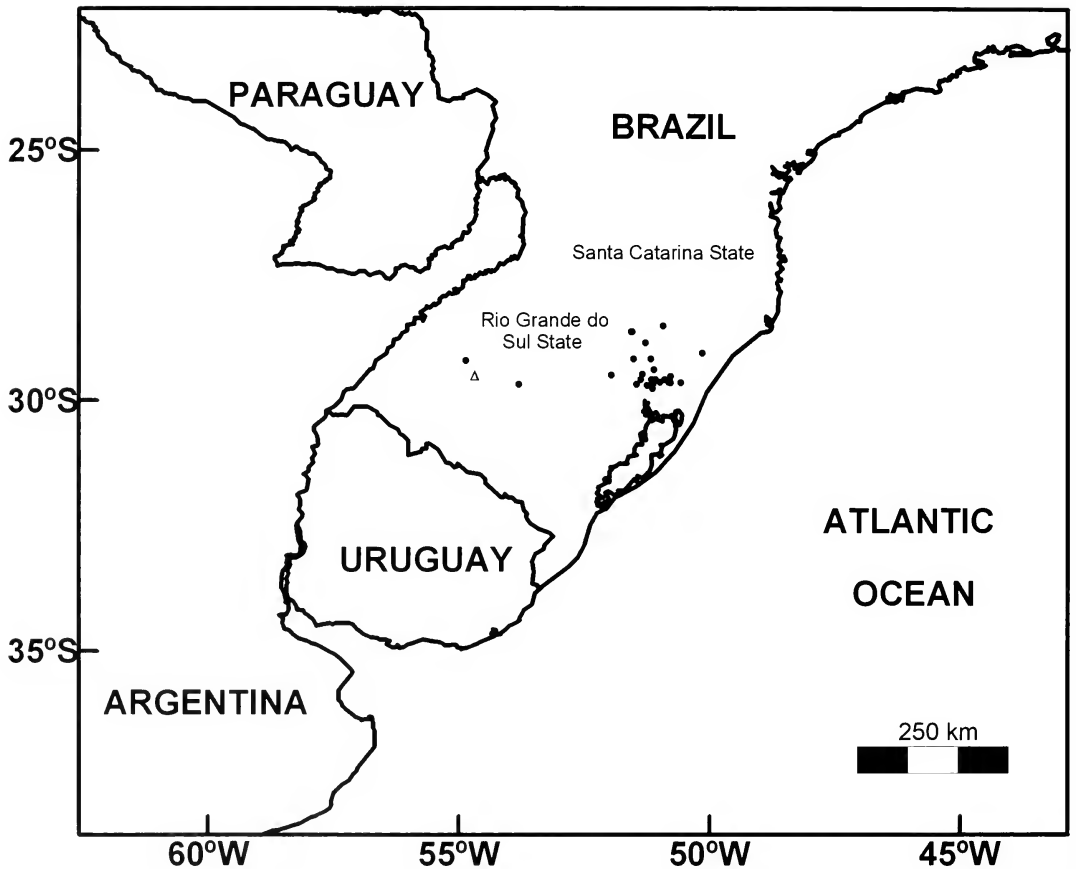 PARAGUAY
BRAZIL
25ºS
Santa Catarina State
Rio Grande do
Sul State
30ºS
ATLANTIC
URUGUAY
OCEAN
35ºS
ARGENTINA
250 km
60ºW
55ºW
50ºW
45ºW